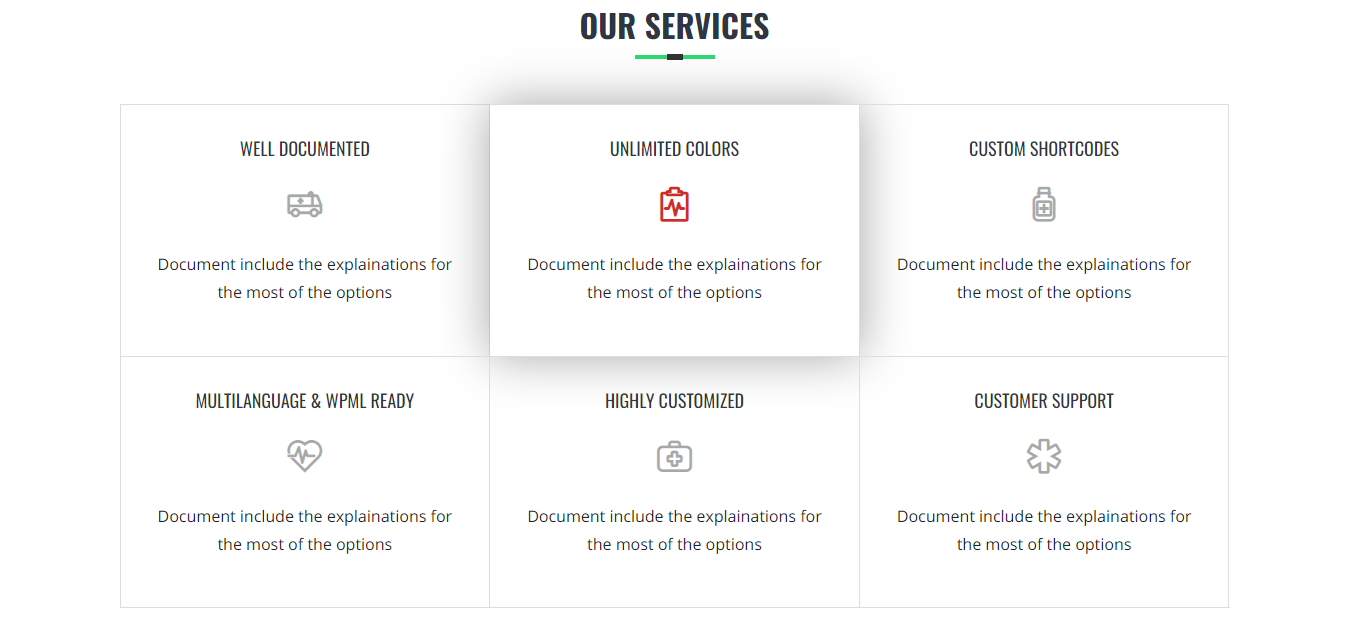 OUR SERVICES
WELL DOCUMENTED
Document include the explainations for
the most of the options
UNLIMITED COLORS
Document include the explainations for
the most of the options
CUSTOM SHORTCODES
Document include the explainations for
the most of the options
MULTILANGUAGE & WPML READY
Document include the explainations for
the most of the options
HIGHLY CUSTOMIZED
Document include the explainations for
the most of the options
CUSTOMER SUPPORT
Document include the explainations for
the most of the options